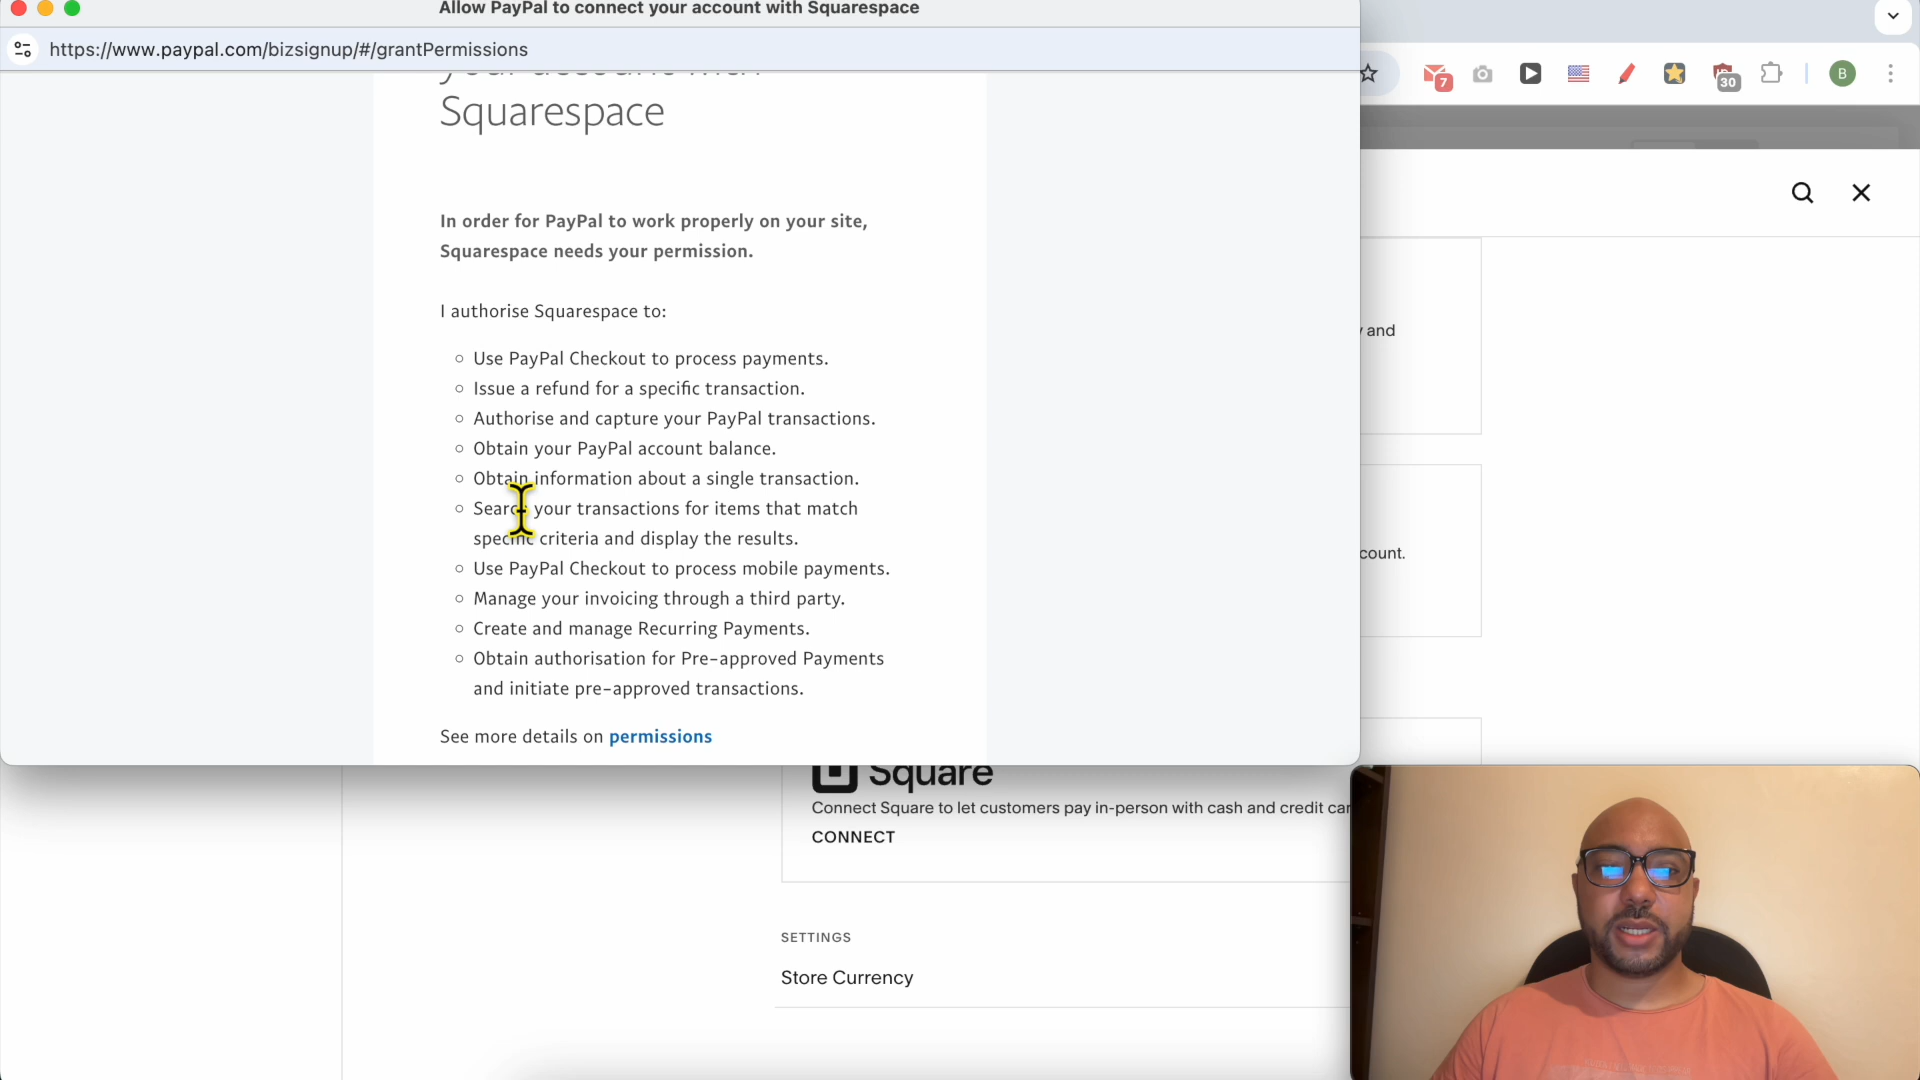 Allow PayPal to connect your account with Squarespace
https://www.paypal.com/bizsignup/#/grantPermissions
7
30
B
your account with
Squarespace
In order for PayPal to work properly on your site,
Squarespace needs your permission.
I authorise Squarespace to:
Use PayPal Checkout to process payments.
Issue a refund for a specific transaction.
Authorise and capture your PayPal transactions.
Obtain your PayPal account balance.
Obtain information about a single transaction.
Search your transactions for items that match
specific criteria and display the results.
Use PayPal Checkout to process mobile payments.
Manage your invoicing through a third party.
Create and manage Recurring Payments.
Obtain authorisation for Pre-approved Payments
and initiate pre-approved transactions.
See more details on permissions
and
count.
Square
Connect Square to let customers pay in-person with cash and credit car
CONNECT
SETTINGS
Store Currency